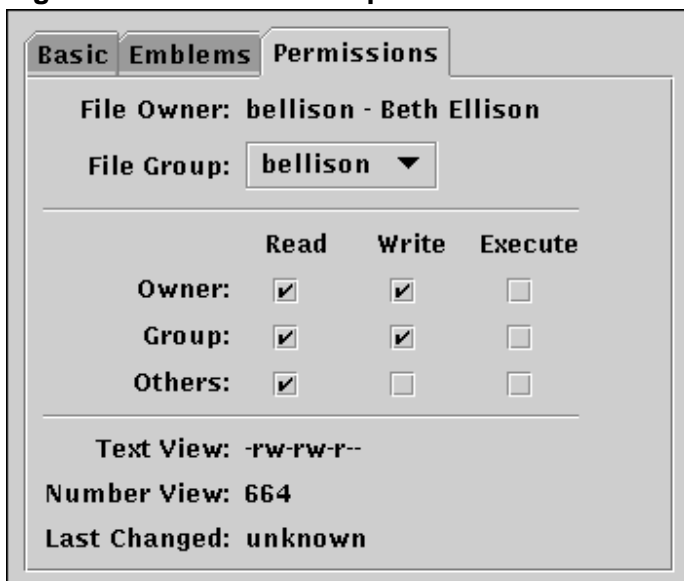 Basic Emblems Permissions
File Owner: bellison - Beth Ellison
File Group: bellison
Read Write Execute
Owner:
Group:
Others:
Text View: -rw-rw-r--
Number View: 664
Last Changed: unknown